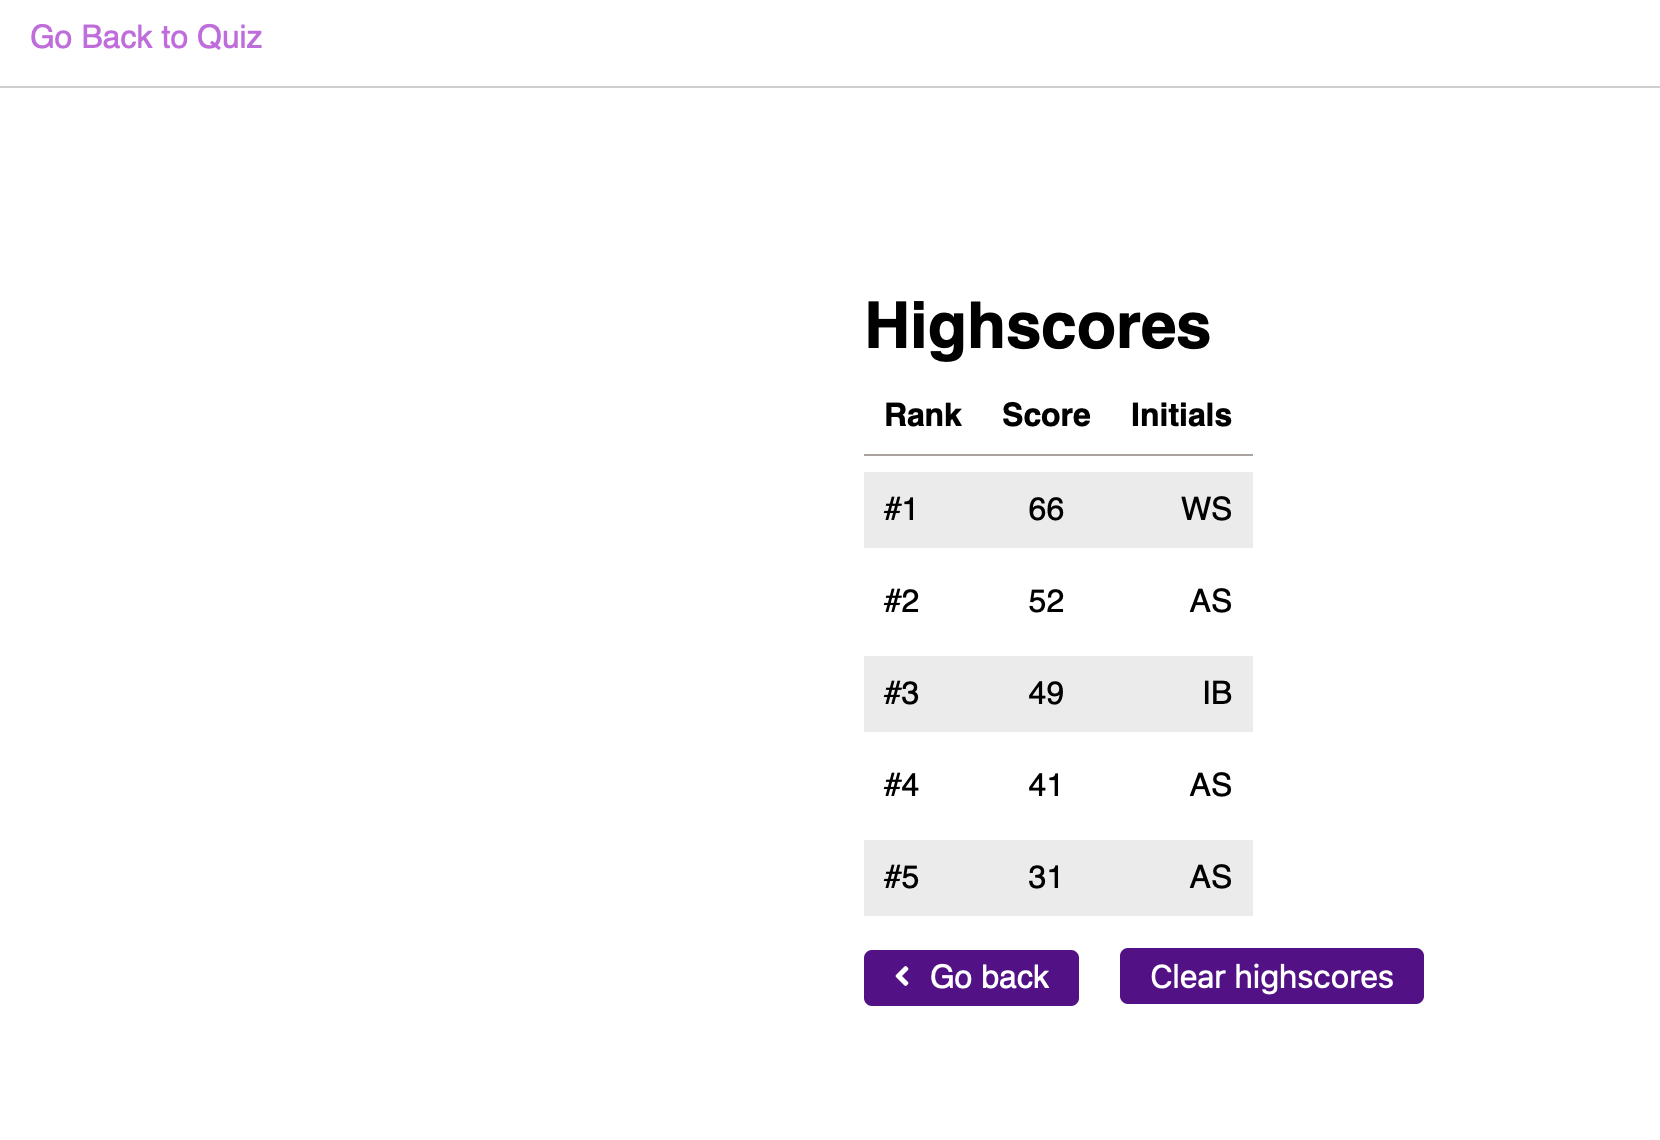 Go Back to Quiz
Highscores
Rank Score Initials
#1 66 WS
#2 52 AS
#3 49 IB
#4 41 AS
#5 31 AS
Go back Clear highscores